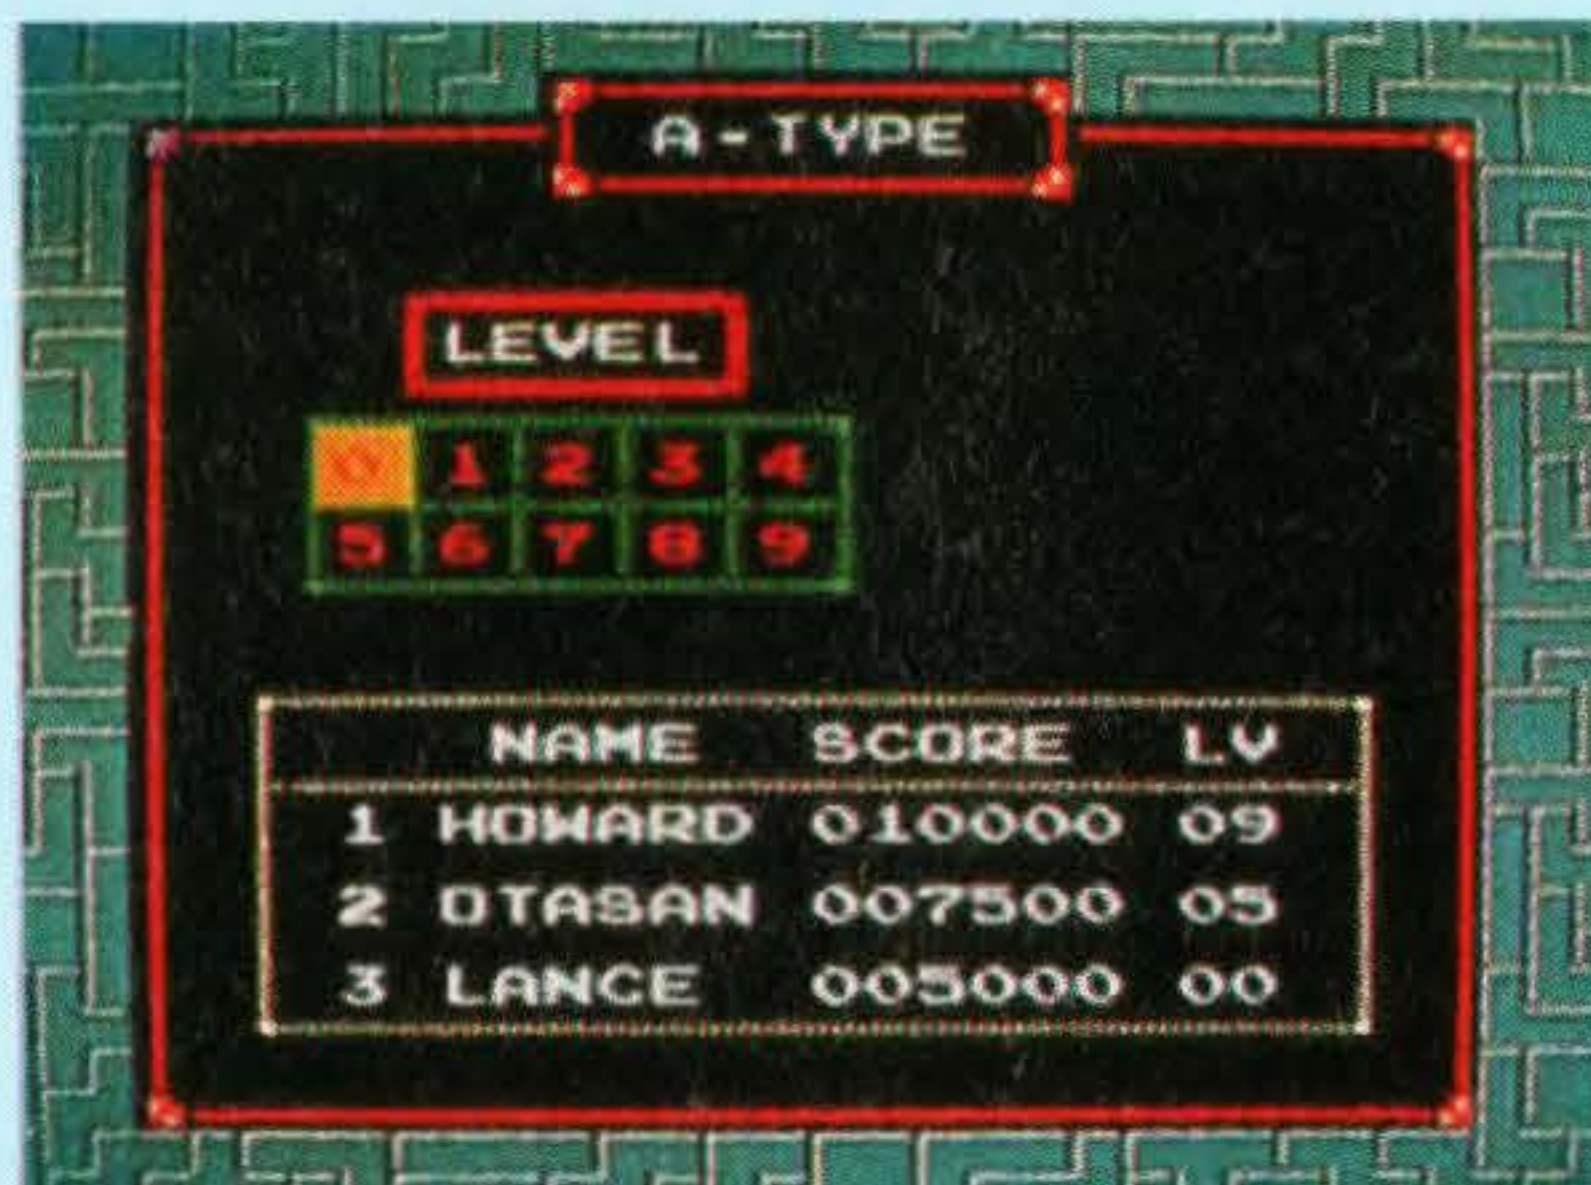 A-TYPE
LEVEL
0 1 2 3 4
5 6 7 8 9
NAME SCORE LV
1 HOWARD 010000 09
2 OTASAN 007500 05
3 LANCE 005000 00